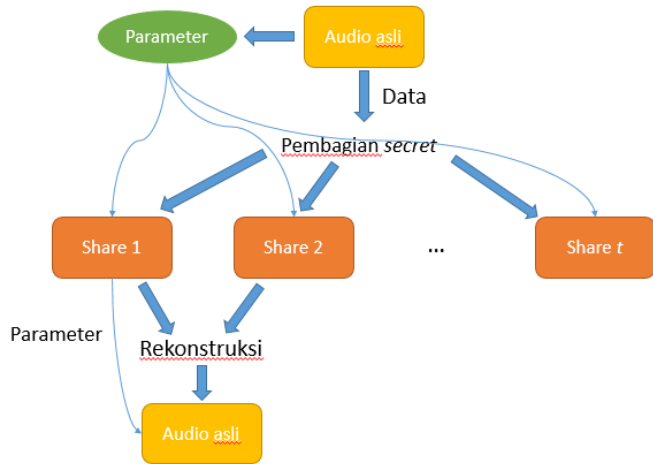 Parameter
Audio asli
Data
Pembagian secret
Share 1
Share 2
...
Share t
Parameter
Rekonstruksi
Audio asli